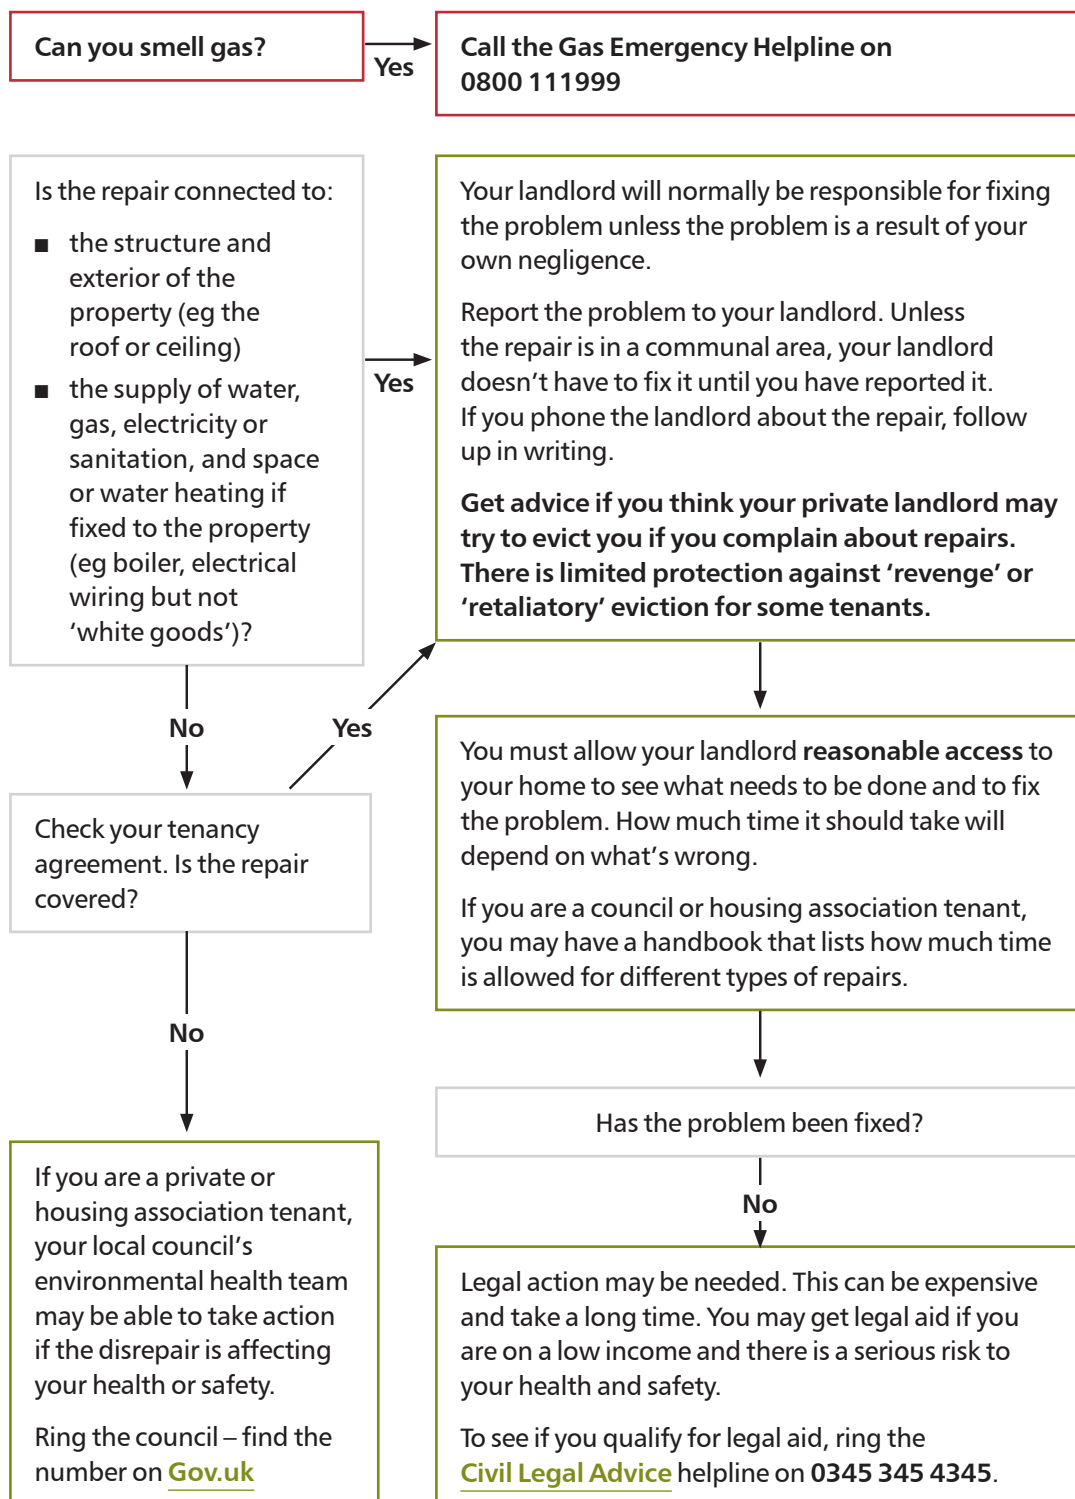 Can you smell gas?
Yes
Call the Gas Emergency Helpline on
0800 111999
Is the repair connected to:
■ the structure and
exterior of the
property (eg the
roof or ceiling)
■ the supply of water,
gas, electricity or
sanitation, and space
or water heating if
fixed to the property
(eg boiler, electrical
wiring but not
‘white goods’)?
Yes
Your landlord will normally be responsible for fixing
the problem unless the problem is a result of your
own negligence.
Report the problem to your landlord. Unless
the repair is in a communal area, your landlord
doesn’t have to fix it until you have reported it.
If you phone the landlord about the repair, follow
up in writing.
Get advice if you think your private landlord may
try to evict you if you complain about repairs.
There is limited protection against ‘revenge’ or
‘retaliatory’ eviction for some tenants.
No
Yes
Check your tenancy
agreement. Is the repair
covered?
You must allow your landlord reasonable access to
your home to see what needs to be done and to fix
the problem. How much time it should take will
depend on what’s wrong.
If you are a council or housing association tenant,
you may have a handbook that lists how much time
is allowed for different types of repairs.
No
Has the problem been fixed?
No
If you are a private or
housing association tenant,
your local council’s
environmental health team
may be able to take action
if the disrepair is affecting
your health or safety.
Ring the council – find the
number on Gov.uk
Legal action may be needed. This can be expensive
and take a long time. You may get legal aid if you
are on a low income and there is a serious risk to
your health and safety.
To see if you qualify for legal aid, ring the
Civil Legal Advice helpline on 0345 345 4345.